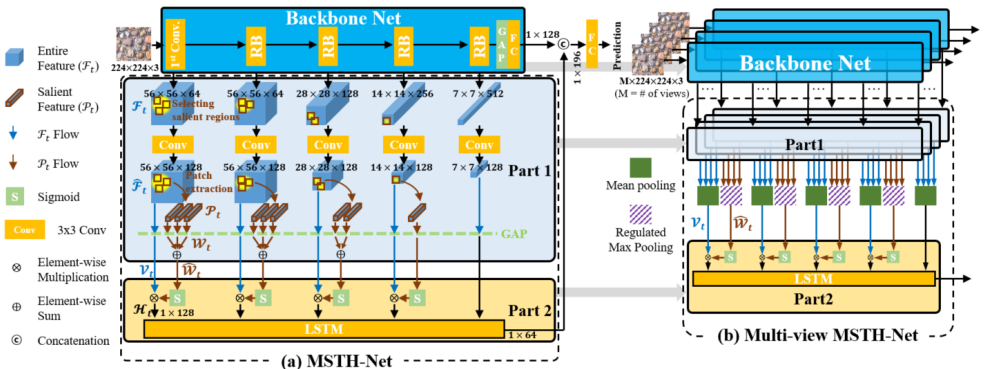 Entire
Feature (ℱₜ)
Salient
Feature (𝒫ₜ)
ℱₜ Flow
𝒫ₜ Flow
S
Sigmoid
Conv
3x3 Conv
⊗
Element-wise
Multiplication
⊕
Element-wise
Sum
ⓒ
Concatenation
Backbone Net
224×224×3
1st Conv.
RB
RB
RB
RB
GAP
FC
1 × 128
ⓒ
1 × 196
FC
Prediction
56 × 56 × 64
56 × 56 × 64
28 × 28 × 128
14 × 14 × 256
7 × 7 × 512
ℱₜ
Selecting
salient regions
Conv
Conv
Conv
Conv
Conv
Part 1
56 × 56 × 128
56 × 56 × 128
28 × 28 × 128
14 × 14 × 128
7 × 7 × 128
ℱ̂ₜ
Patch
extraction
𝒫ₜ
GAP
𝒲ₜ
𝒱ₜ
𝒲̂ₜ
S
S
S
S
Part 2
ℋₜ
1 × 128
LSTM
1 × 64
(a) MSTH-Net
M×224×224×3
(M = # of views)
Backbone Net
...
...
...
...
Part1
Mean pooling
Regulated
Max Pooling
𝒱ₜ
𝒲̂ₜ
S
S
S
S
LSTM
Part2
(b) Multi-view MSTH-Net